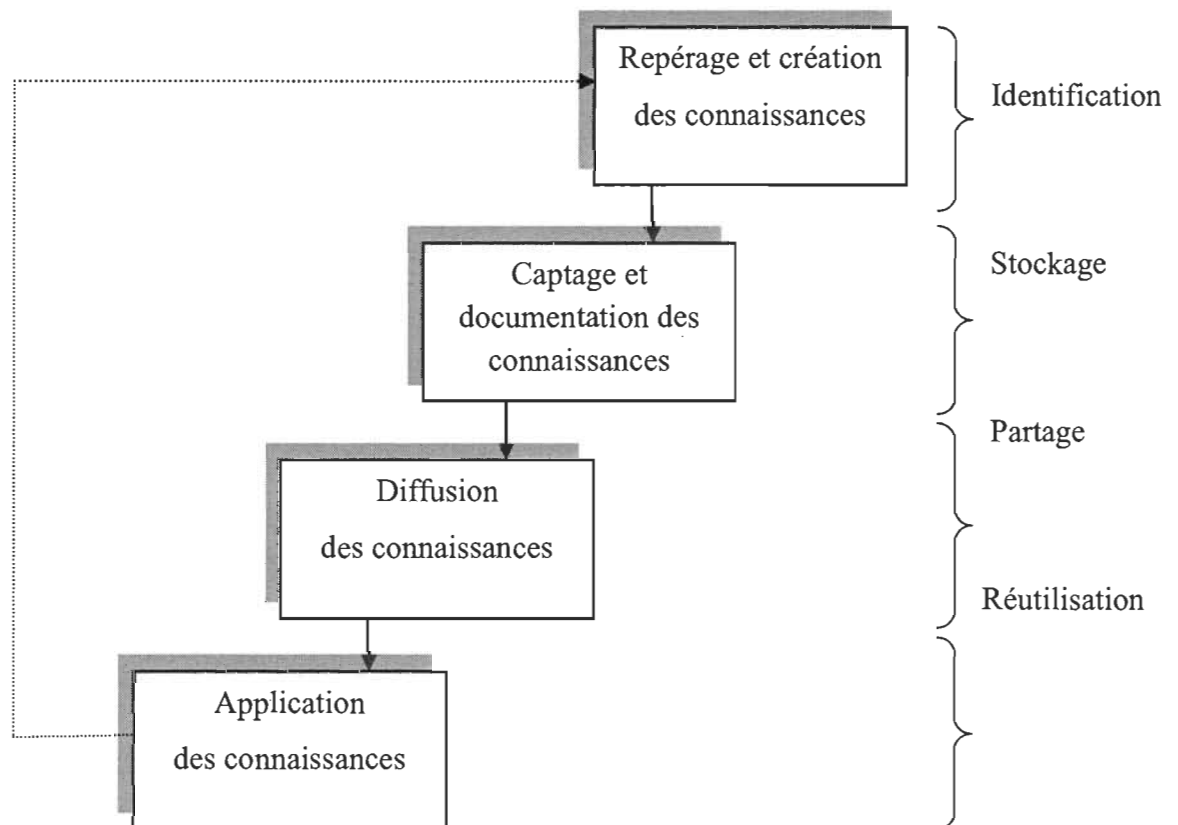 Repérage et création
des connaissances
Identification
Captage et
documentation des
connaissances
Stockage
Diffusion
des connaissances
Partage
Réutilisation
Application
des connaissances